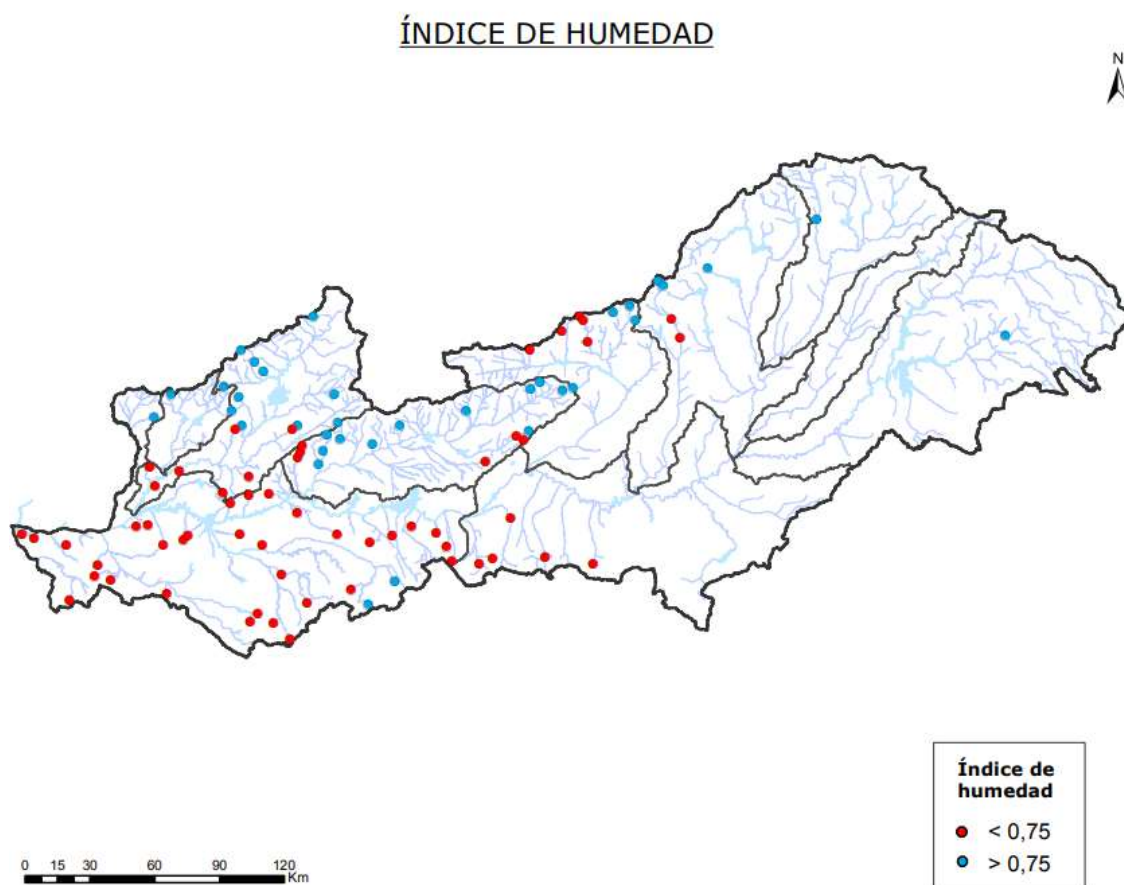 ÍNDICE DE HUMEDAD
N
Índice de
humedad
< 0,75
> 0,75
0 15 30 60 90 120
Km